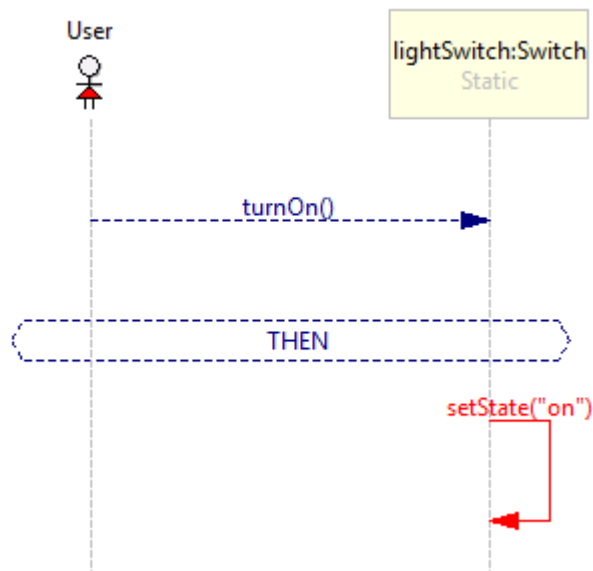 User
lightSwitch:Switch
Static
turnOn()
THEN
setState("on")